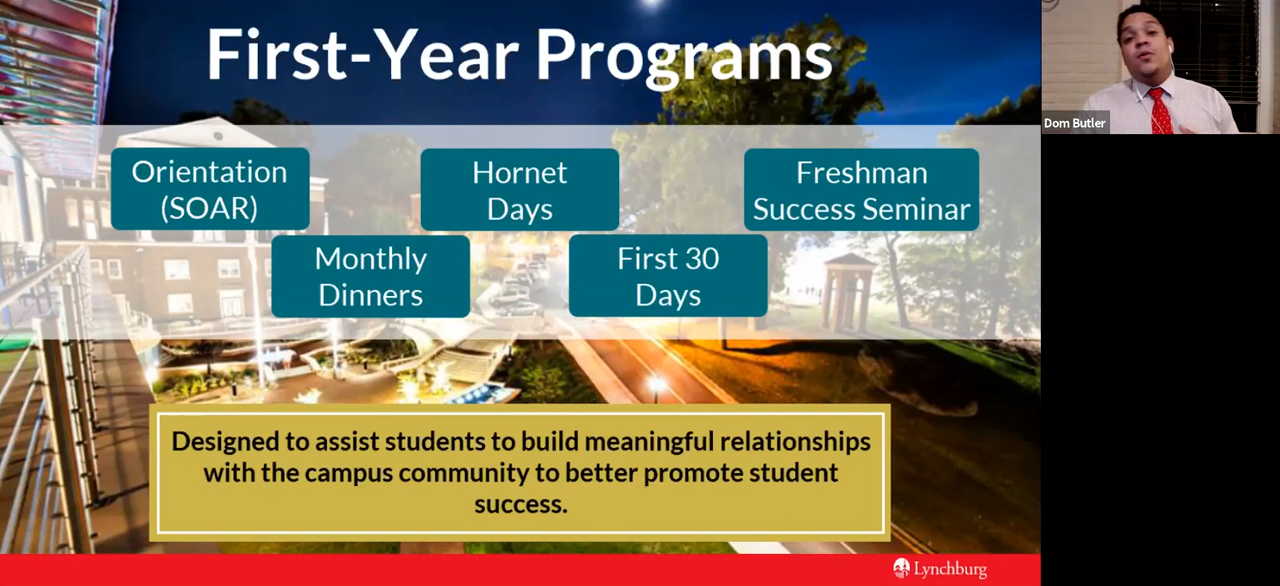 First-Year Programs
Dom Butler
Orientation
(SOAR)
Hornet
Days
Freshman
Success Seminar
Monthly
Dinners
First 30
Days
Designed to assist students to build meaningful relationships
with the campus community to better promote student
success.
Lynchburg